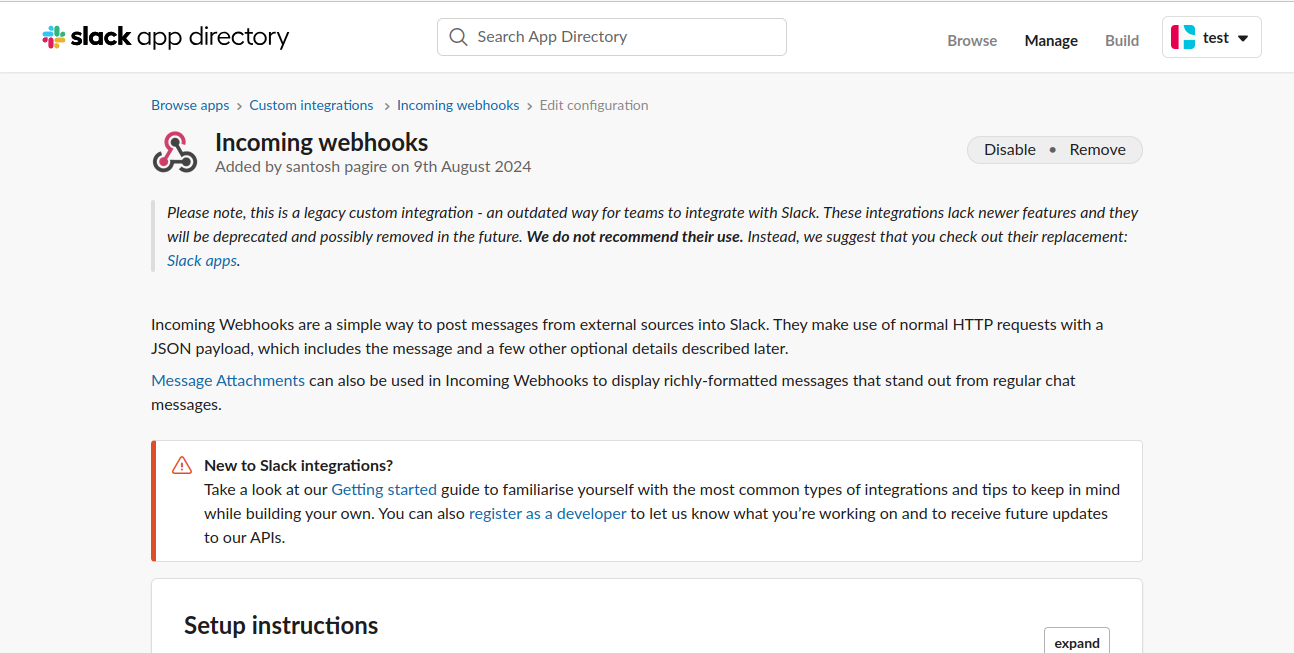 slack app directory
Search App Directory
Browse
Manage
Build
test
Browse apps › Custom integrations › Incoming webhooks › Edit configuration
Incoming webhooks
Added by santosh pagire on 9th August 2024
Disable • Remove
Please note, this is a legacy custom integration - an outdated way for teams to integrate with Slack. These integrations lack newer features and they
will be deprecated and possibly removed in the future. We do not recommend their use. Instead, we suggest that you check out their replacement:
Slack apps.
Incoming Webhooks are a simple way to post messages from external sources into Slack. They make use of normal HTTP requests with a
JSON payload, which includes the message and a few other optional details described later.
Message Attachments can also be used in Incoming Webhooks to display richly-formatted messages that stand out from regular chat
messages.
New to Slack integrations?
Take a look at our Getting started guide to familiarise yourself with the most common types of integrations and tips to keep in mind
while building your own. You can also register as a developer to let us know what you’re working on and to receive future updates
to our APIs.
Setup instructions
expand